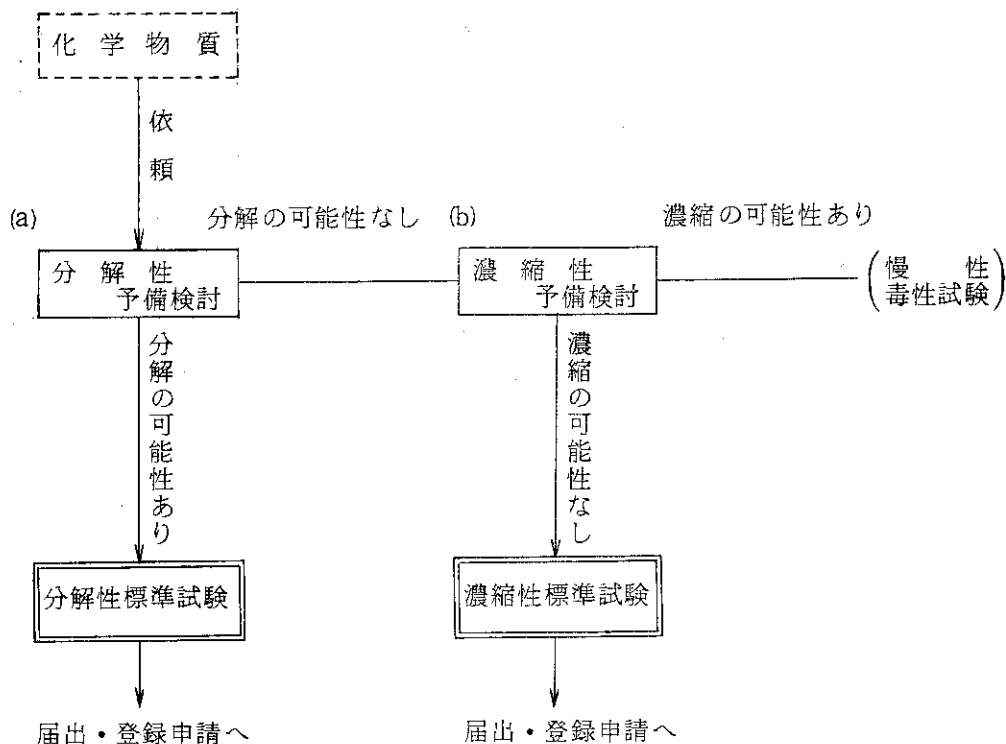 化学物質
依頼
(a)
分解の可能性なし
(b)
濃縮の可能性あり
分解性
予備検討
濃縮性
予備検討
(慢性
毒性試験)
分解の可能性あり
濃縮の可能性なし
分解性標準試験
濃縮性標準試験
届出・登録申請へ
届出・登録申請へ